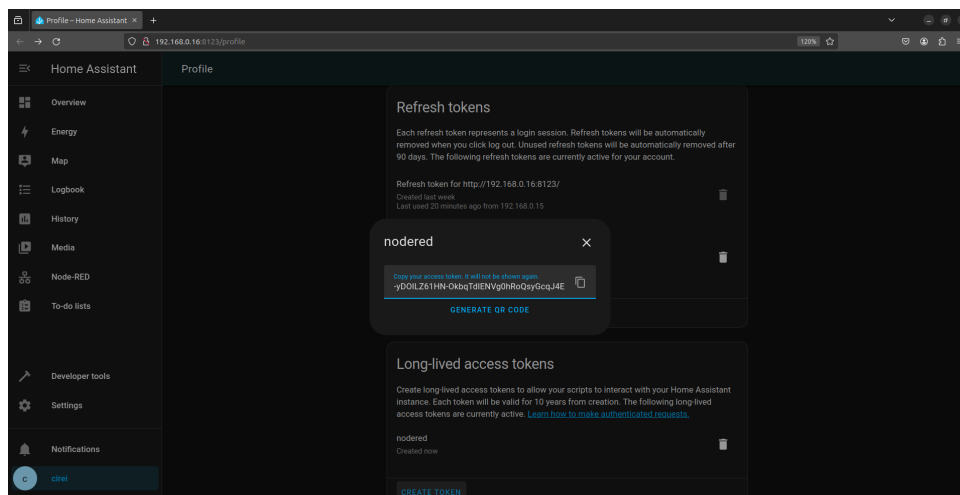 Profile – Home Assistant
192.168.0.16:8123/profile
120%
Home Assistant
Profile
Overview
Energy
Map
Logbook
History
Media
Node-RED
To-do lists
Developer tools
Settings
Notifications
c
cirei
Refresh tokens
Each refresh token represents a login session. Refresh tokens will be automatically
removed when you click log out. Unused refresh tokens will be automatically removed after
90 days. The following refresh tokens are currently active for your account.
Refresh token for http://192.168.0.16:8123/
Created last week
Last used 20 minutes ago from 192.168.0.15
nodered
Copy your access token. It will not be shown again.
-yDOILZ61HN-OkbqTdIENVg0hRoQsyGcqJ4E
GENERATE QR CODE
Long-lived access tokens
Create long-lived access tokens to allow your scripts to interact with your Home Assistant
instance. Each token will be valid for 10 years from creation. The following long-lived
access tokens are currently active. Learn how to make authenticated requests.
nodered
Created now
CREATE TOKEN